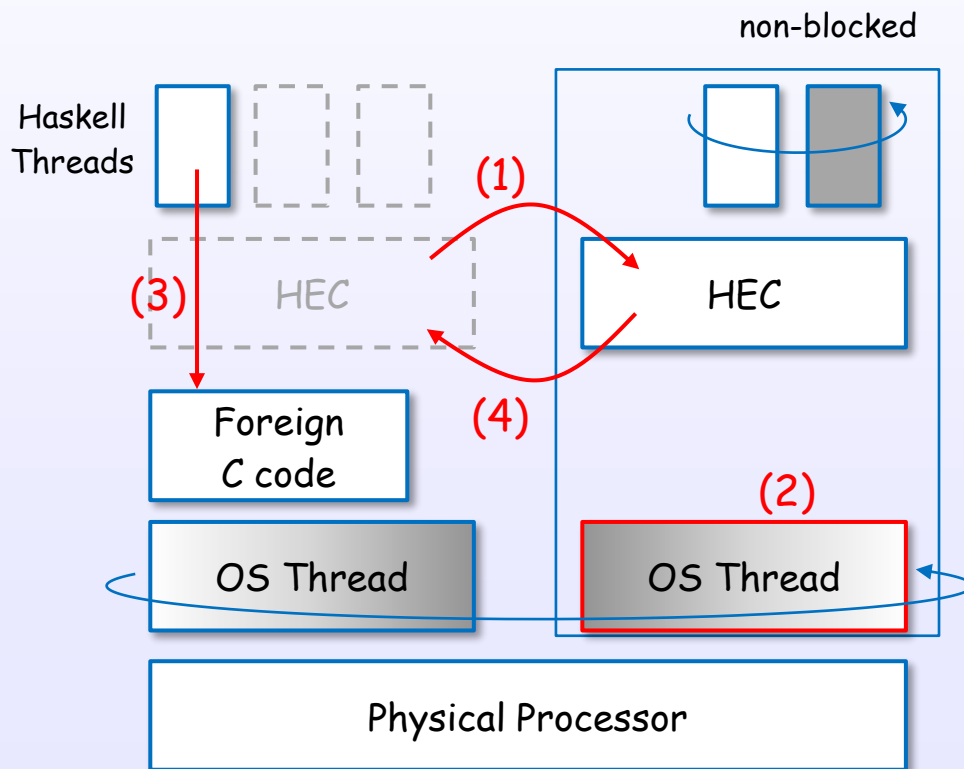 non-blocked
Haskell
Threads
(1)
(3)
HEC
HEC
(4)
Foreign
C code
(2)
OS Thread
OS Thread
Physical Processor